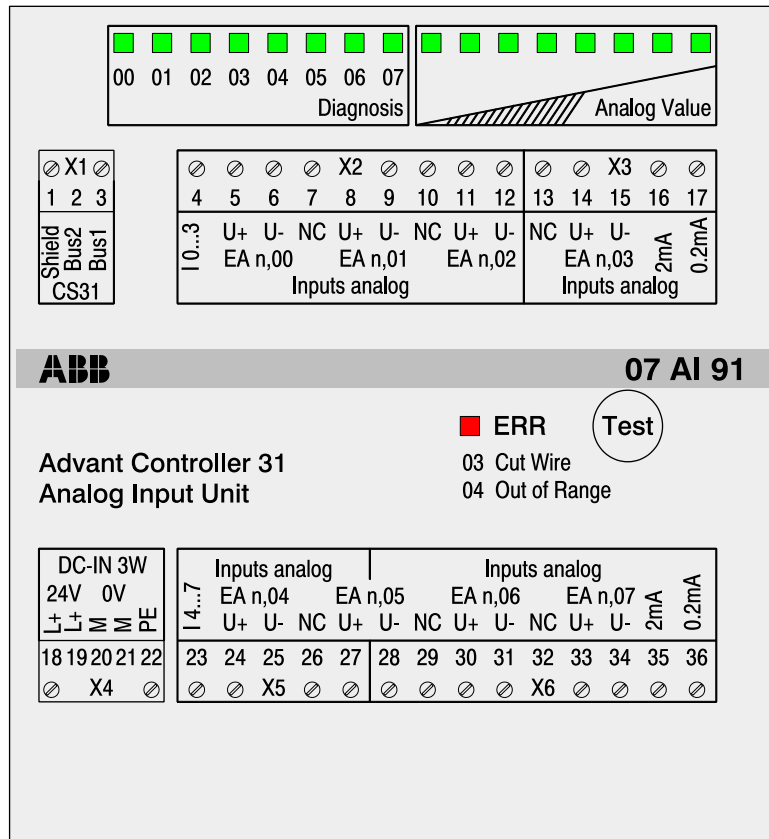 00 01 02 03 04 05 06 07
Diagnosis
Analog Value
X1
1 2 3
Shield
Bus2
Bus1
CS31
X2 X3
4 5 6 7 8 9 10 11 12 13 14 15 16 17
I 0...3
U+ U- NC U+ U- NC U+ U- NC U+ U-
2mA
0.2mA
EA n,00 EA n,01 EA n,02 EA n,03
Inputs analog Inputs analog
ABB 07 AI 91
ERR Test
Advant Controller 31
Analog Input Unit
03 Cut Wire
04 Out of Range
DC-IN 3W
24V 0V
L+
L+
M
M
PE
18 19 20 21 22
X4
Inputs analog Inputs analog
I 4...7
EA n,04 EA n,05 EA n,06 EA n,07
U+ U- NC U+ U- NC U+ U- NC U+ U-
2mA
0.2mA
23 24 25 26 27 28 29 30 31 32 33 34 35 36
X5 X6